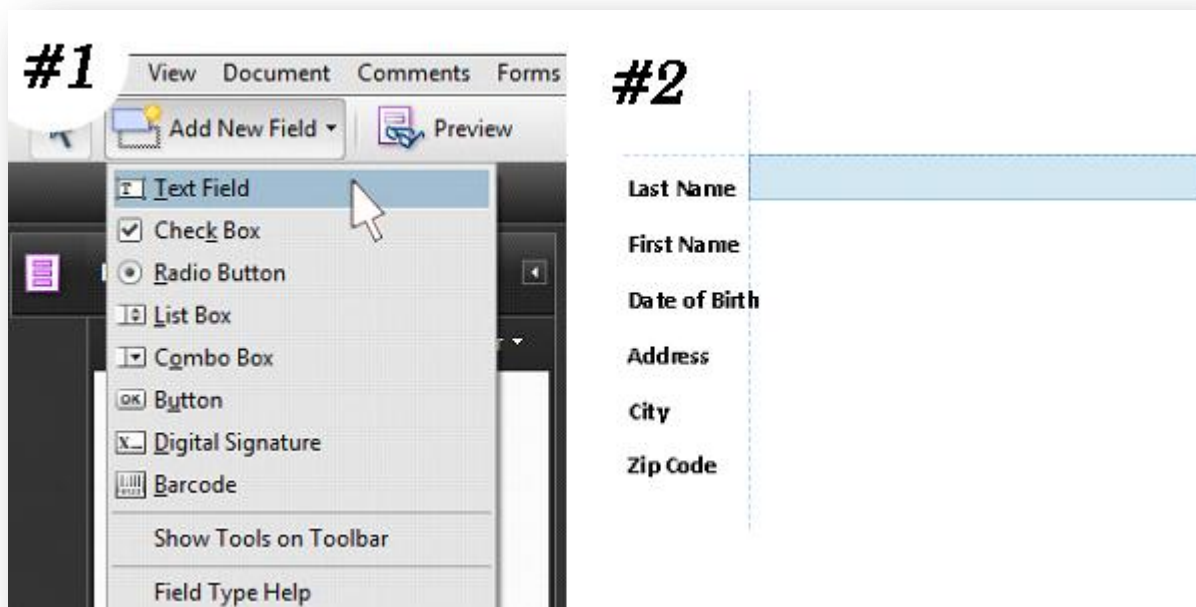 #1
View Document Comments Forms
Add New Field Preview
Text Field
Check Box
Radio Button
List Box
Combo Box
OK Button
Digital Signature
Barcode
Show Tools on Toolbar
Field Type Help
#2
Last Name
First Name
Date of Birth
Address
City
Zip Code